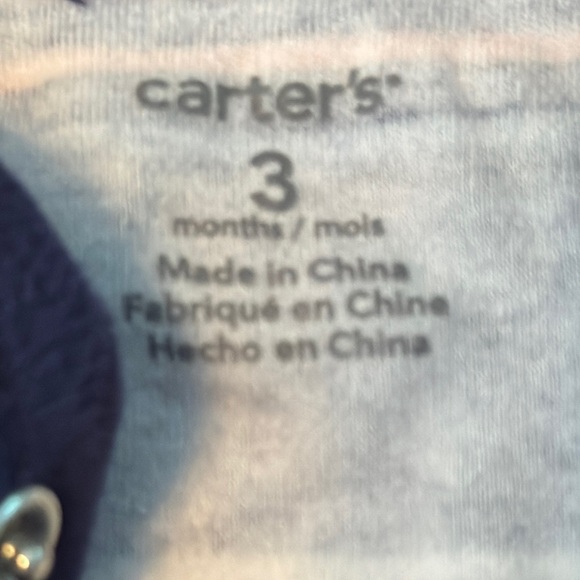 carter's
3
months / mois
Made in China
Fabriqué en Chine
Hecho en China